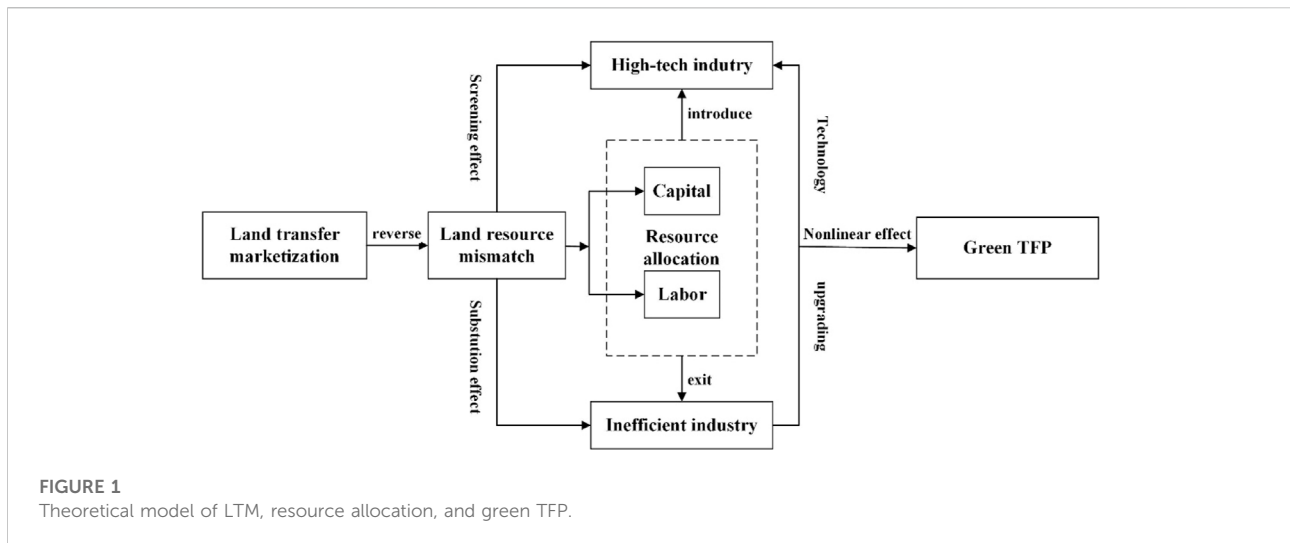 High-tech indutry
Screening effect
introduce
Technology
Capital
Land transfer
marketization
reverse
Land resource
mismatch
Resource
allocation
Nonlinear effect
Green TFP
Labor
Substution effect
upgrading
exit
Inefficient industry
FIGURE 1
Theoretical model of LTM, resource allocation, and green TFP.